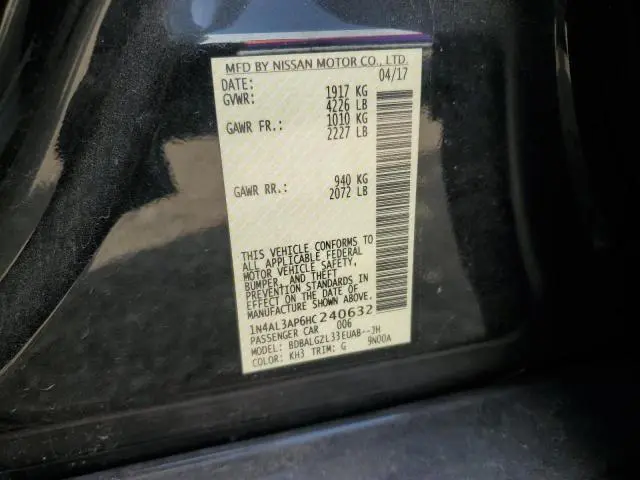 MFD BY NISSAN MOTOR CO., LTD.
DATE: 04/17
GVWR: 1917 KG
4226 LB
GAWR FR.: 1010 KG
2227 LB
GAWR RR.: 940 KG
2072 LB
THIS VEHICLE CONFORMS TO
ALL APPLICABLE FEDERAL
MOTOR VEHICLE SAFETY,
BUMPER, AND THEFT
PREVENTION STANDARDS IN
EFFECT ON THE DATE OF
MANUFACTURE SHOWN ABOVE.
1N4AL3AP6HC240632
PASSENGER CAR 006
MODEL: BDBALGZL33EUAB--JH
COLOR: KH3 TRIM: G 9N00A